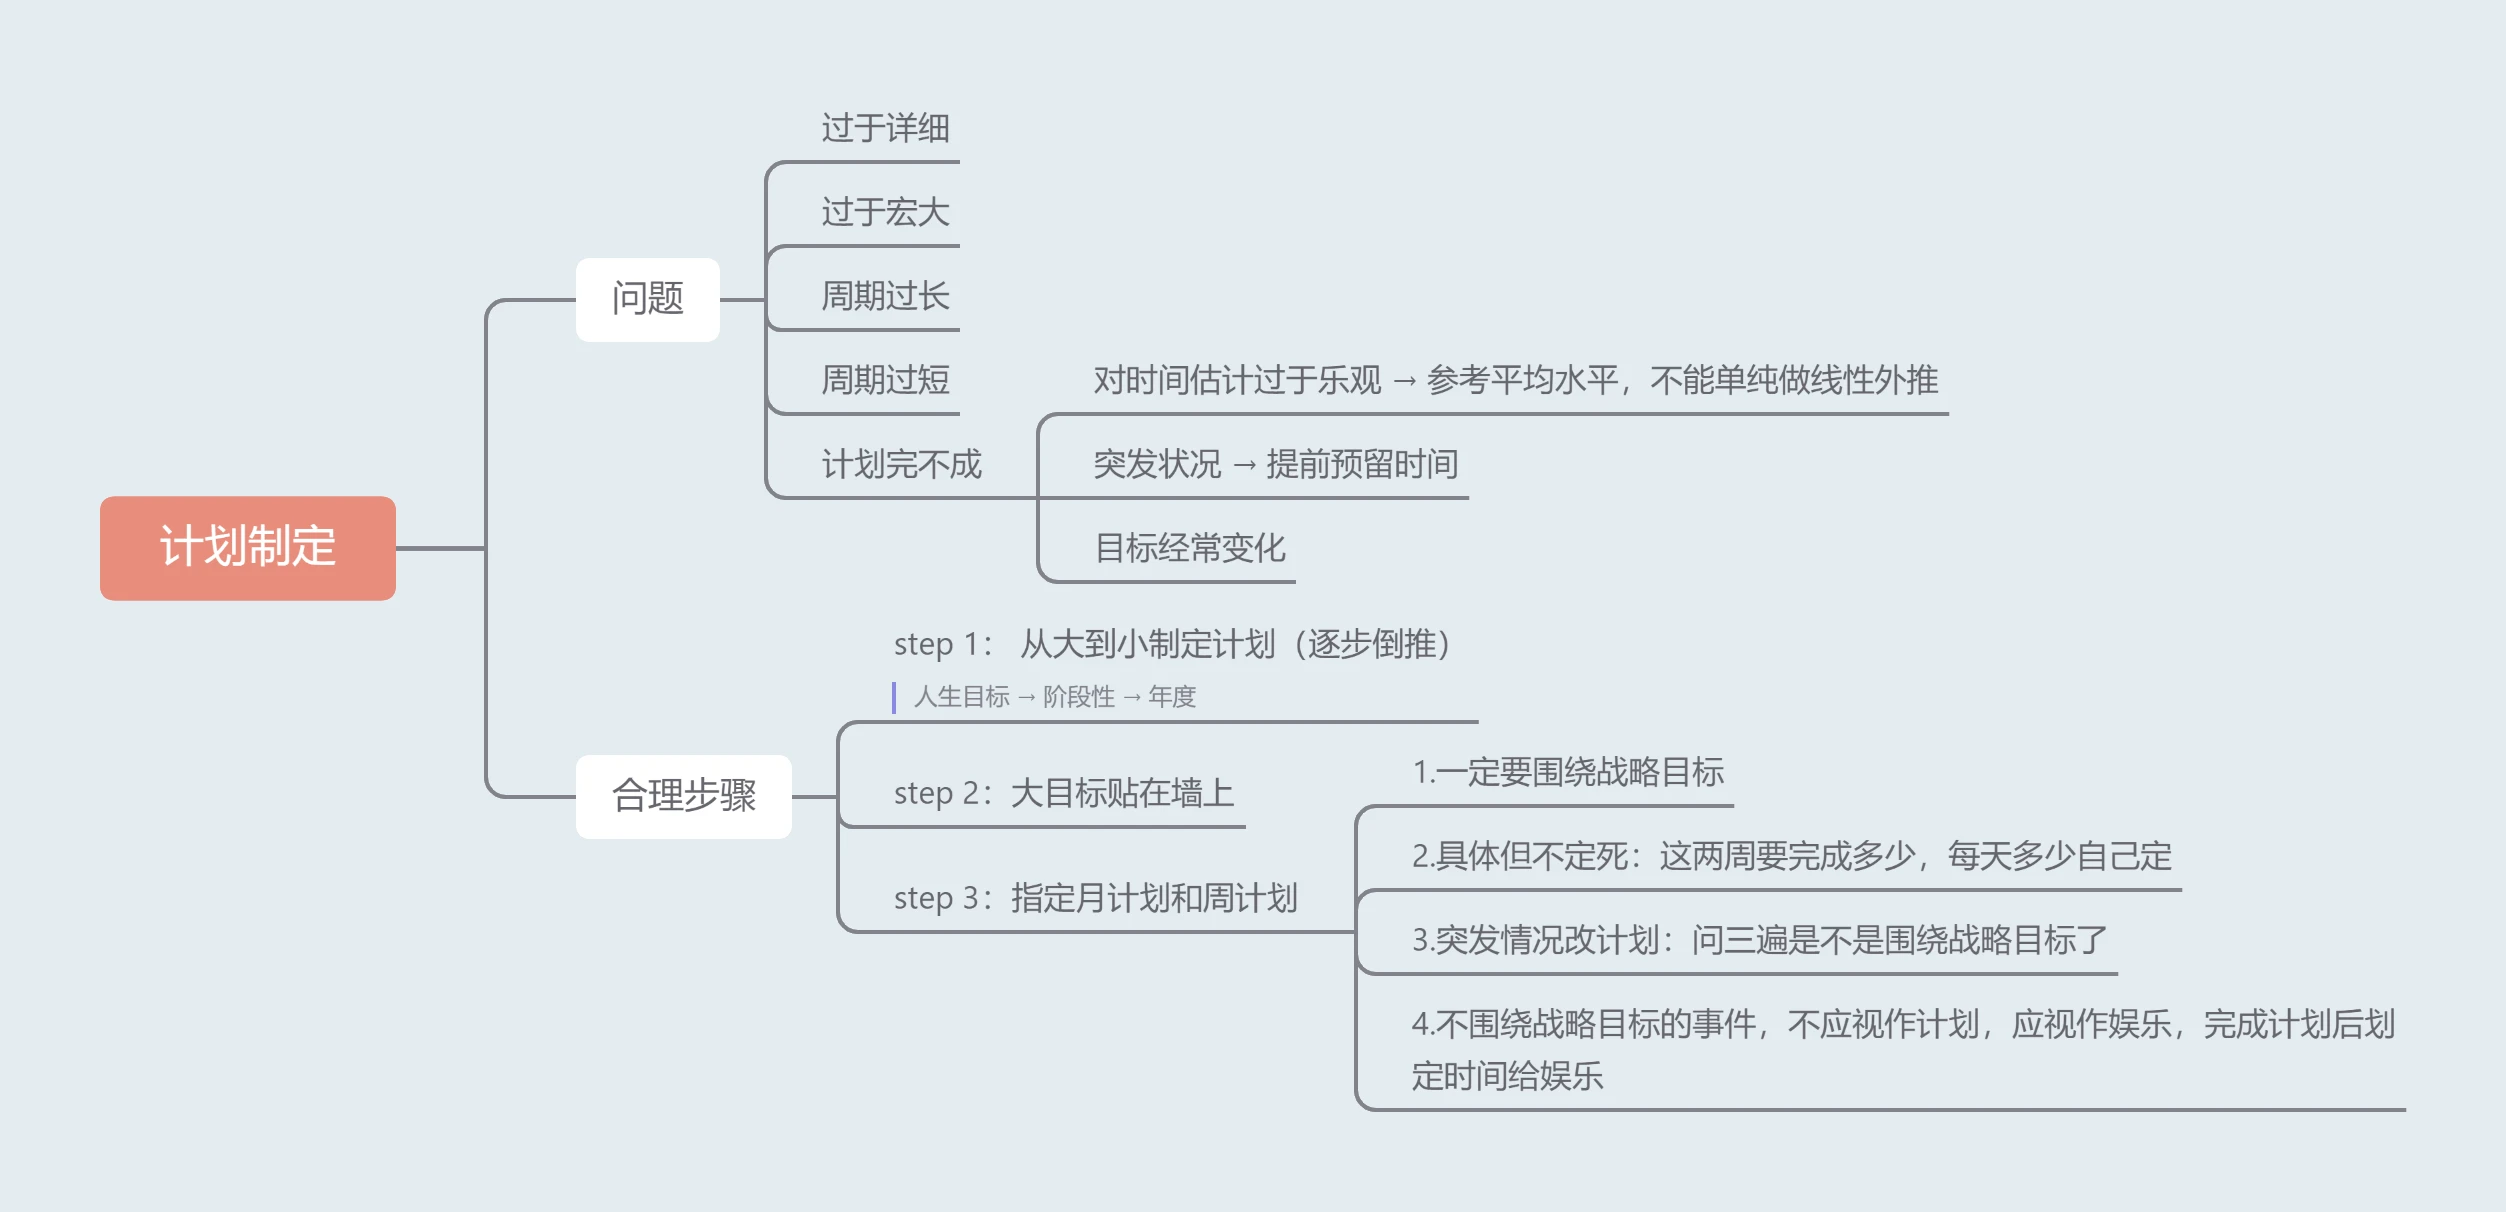 计划制定
问题
过于详细
过于宏大
周期过长
周期过短
计划完不成
对时间估计过于乐观 → 参考平均水平，不能单纯做线性外推
突发状况 → 提前预留时间
目标经常变化
合理步骤
step 1： 从大到小制定计划（逐步倒推）
人生目标 → 阶段性 → 年度
step 2：大目标贴在墙上
step 3：指定月计划和周计划
1.一定要围绕战略目标
2.具体但不定死：这两周要完成多少，每天多少自己定
3.突发情况改计划：问三遍是不是围绕战略目标了
4.不围绕战略目标的事件，不应视作计划，应视作娱乐，完成计划后划
定时间给娱乐